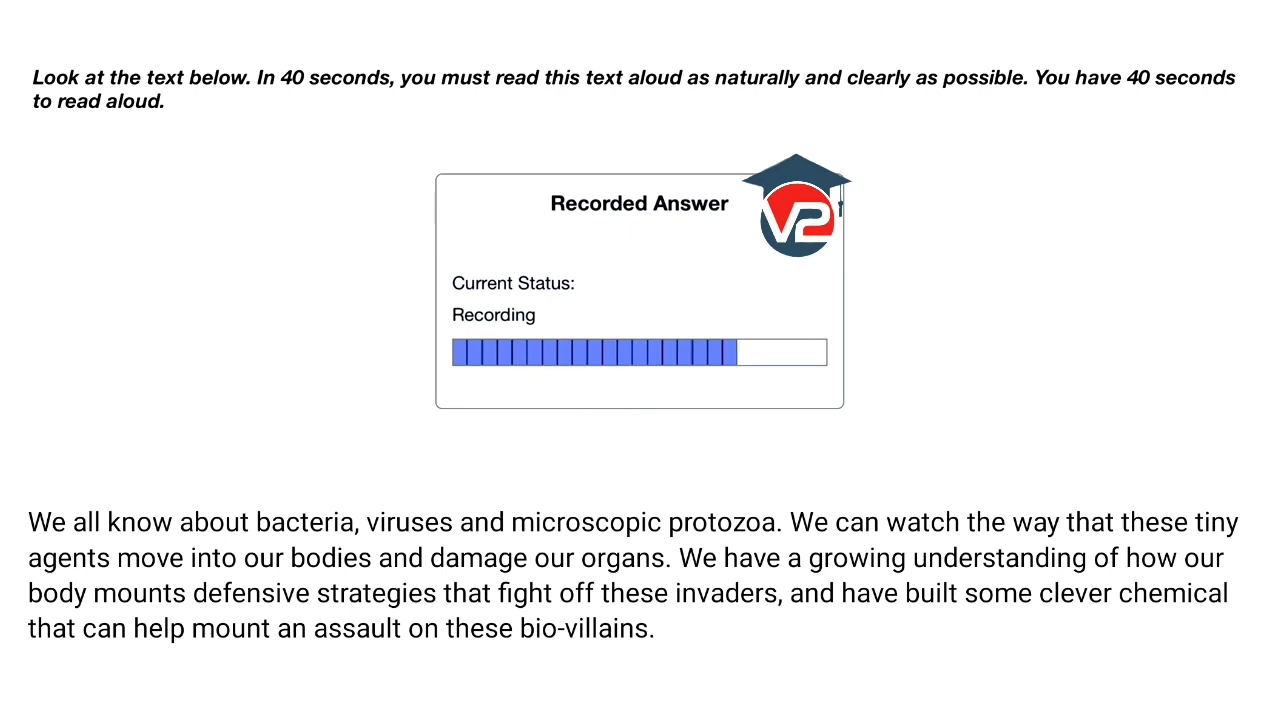 Look at the text below. In 40 seconds, you must read this text aloud as naturally and clearly as possible. You have 40 seconds
to read aloud.
Recorded Answer
V2
Current Status:
Recording
We all know about bacteria, viruses and microscopic protozoa. We can watch the way that these tiny
agents move into our bodies and damage our organs. We have a growing understanding of how our
body mounts defensive strategies that fight off these invaders, and have built some clever chemical
that can help mount an assault on these bio-villains.